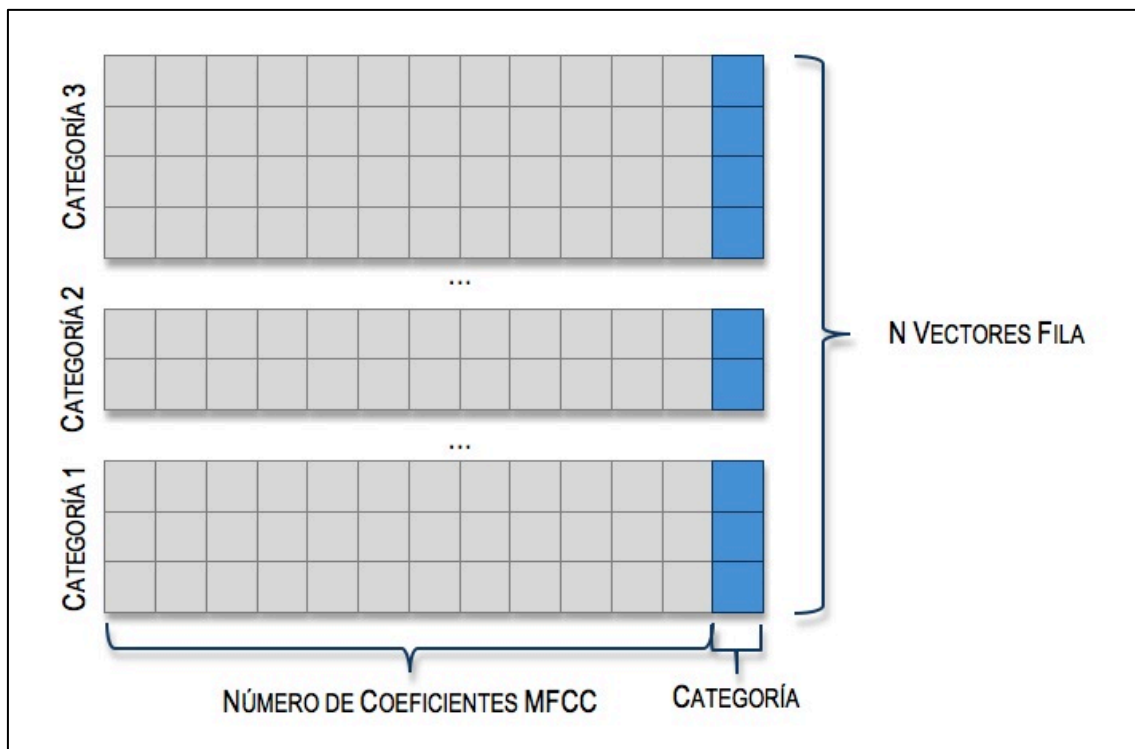 CATEGORÍA 3
...
CATEGORÍA 2
N VECTORES FILA
...
CATEGORÍA 1
NÚMERO DE COEFICIENTES MFCC
CATEGORÍA